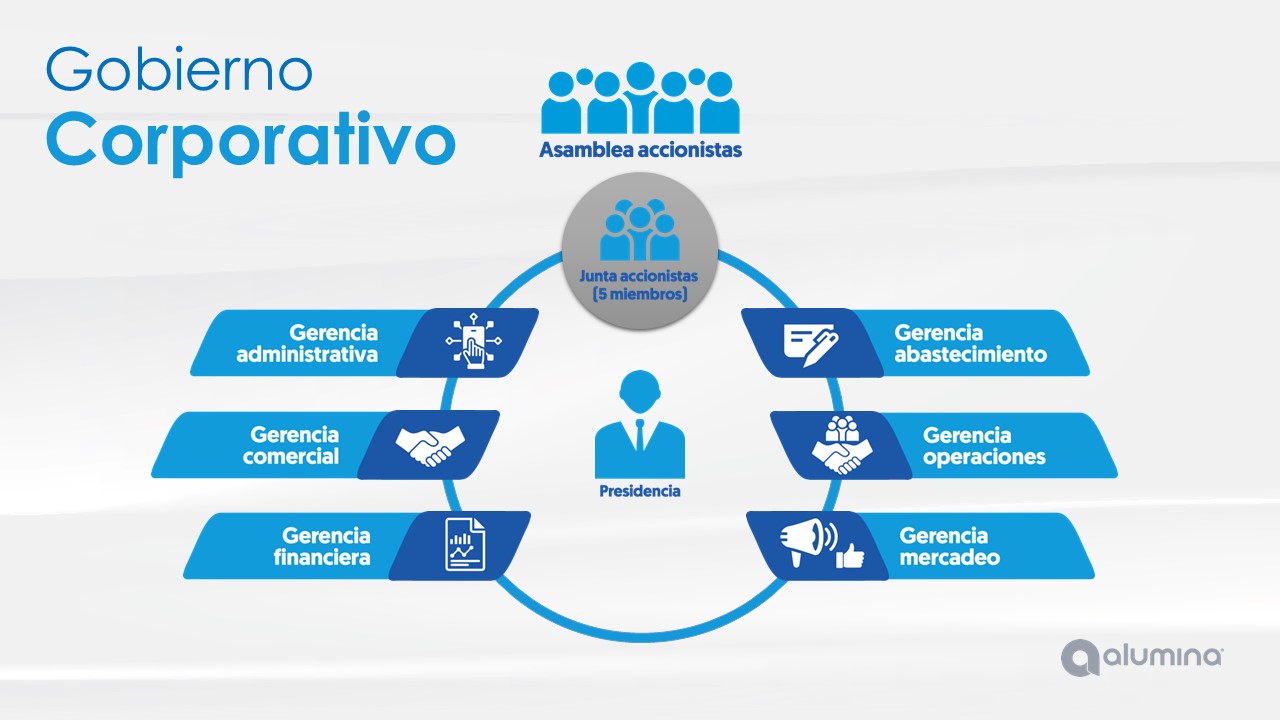 Gobierno
Corporativo
Asamblea accionistas
Junta accionistas
(5 miembros)
Gerencia
administrativa
Gerencia
abastecimiento
Gerencia
comercial
Gerencia
operaciones
Presidencia
Gerencia
financiera
Gerencia
mercadeo
alumina